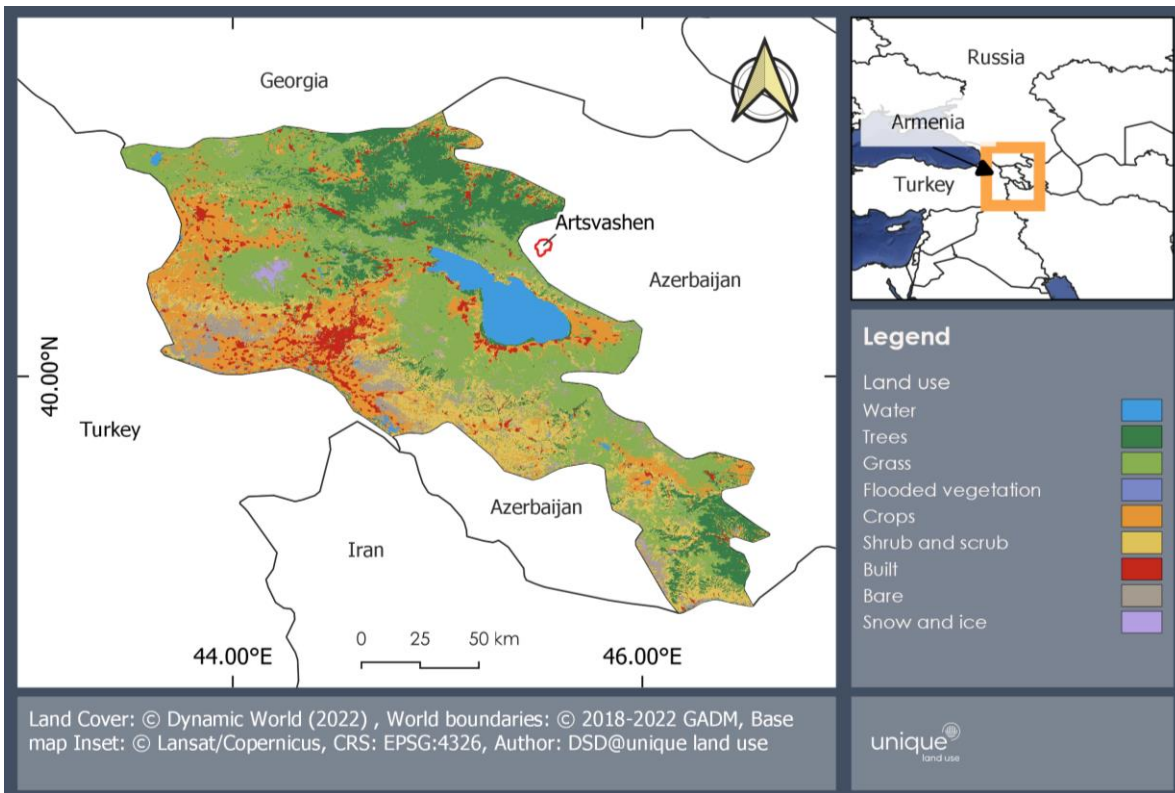 Georgia
Artsvashen
Azerbaijan
40.00°N
Turkey
Azerbaijan
Iran
0 25 50 km
44.00°E
46.00°E
Russia
Armenia
Turkey
Legend
Land use
Water
Trees
Grass
Flooded vegetation
Crops
Shrub and scrub
Built
Bare
Snow and ice
Land Cover: © Dynamic World (2022) , World boundaries: © 2018-2022 GADM, Base
map Inset: © Lansat/Copernicus, CRS: EPSG:4326, Author: DSD@unique land use
unique
land use